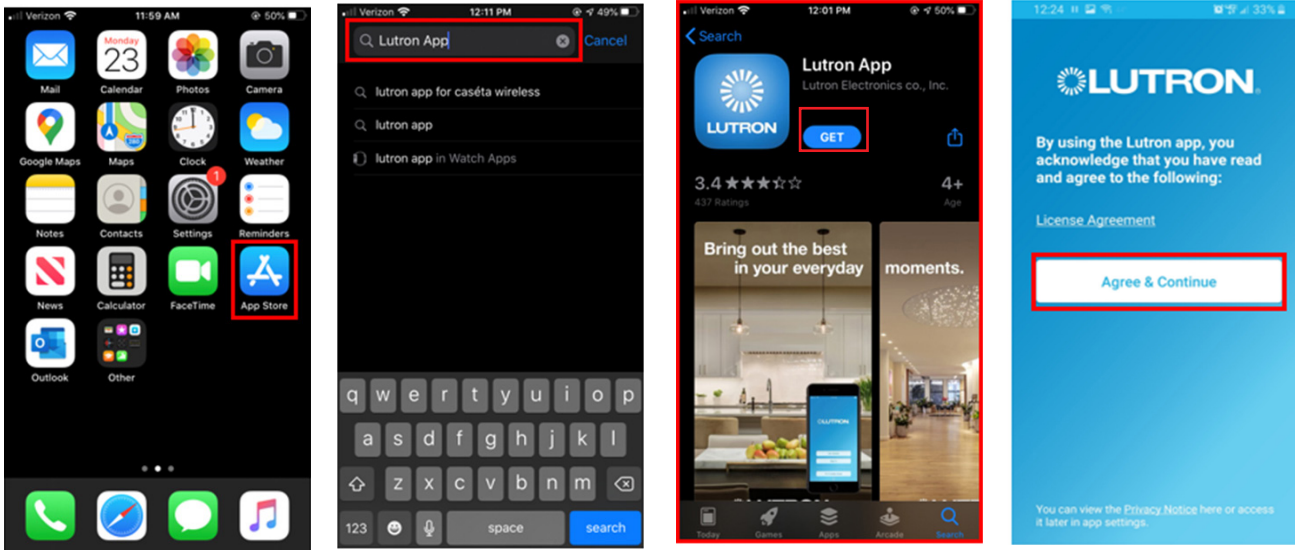 Verizon 11:59 AM 50%
Monday
23
Mail Calendar Photos Camera
Google Maps Maps Clock Weather
1
Notes Contacts Settings Reminders
News Calculator FaceTime App Store
Outlook Other
Verizon 12:11 PM 49%
Lutron App Cancel
lutron app for caséta wireless
lutron app
lutron app in Watch Apps
q w e r t y u i o p
a s d f g h j k l
z x c v b n m
123 space search
Verizon 12:01 PM 50%
Search
Lutron App
Lutron Electronics co., Inc.
LUTRON
GET
3.4 4+
437 Ratings Age
Bring out the best
in your everyday moments.
LUTRON
LUTRON
Today Games Apps Arcade Search
12:24 33%
LUTRON
By using the Lutron app, you
acknowledge that you have read
and agree to the following:
License Agreement
Agree & Continue
You can view the Privacy Notice here or access
it later in app settings.